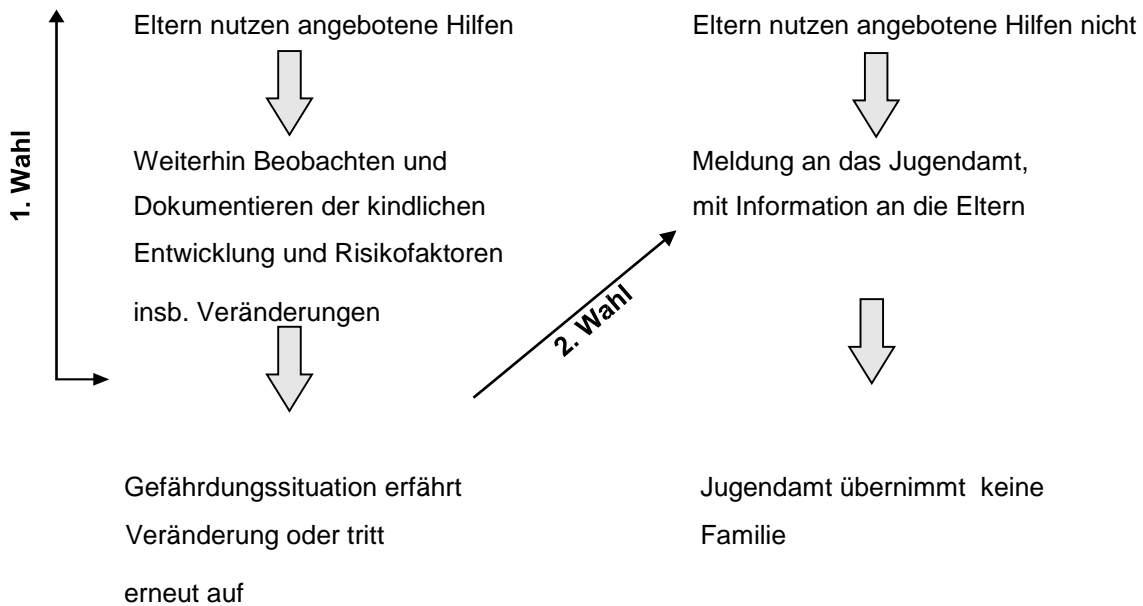 Eltern nutzen angebotene Hilfen
Eltern nutzen angebotene Hilfen nicht
1. Wahl
Weiterhin Beobachten und
Dokumentieren der kindlichen
Entwicklung und Risikofaktoren
insb. Veränderungen
Meldung an das Jugendamt,
mit Information an die Eltern
2. Wahl
Gefährdungssituation erfährt
Veränderung oder tritt
erneut auf
Jugendamt übernimmt keine
Familie